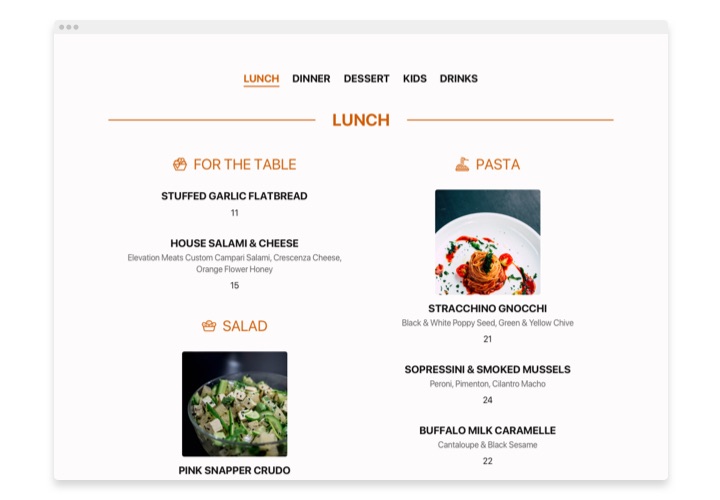 LUNCH DINNER DESSERT KIDS DRINKS
LUNCH
FOR THE TABLE
STUFFED GARLIC FLATBREAD
11
HOUSE SALAMI & CHEESE
Elevation Meats Custom Campari Salami, Crescenza Cheese,
Orange Flower Honey
15
SALAD
PINK SNAPPER CRUDO
PASTA
STRACCHINO GNOCCHI
Black & White Poppy Seed, Green & Yellow Chive
21
SOPRESSINI & SMOKED MUSSELS
Peroni, Pimenton, Cilantro Macho
24
BUFFALO MILK CARAMELLE
Cantaloupe & Black Sesame
22